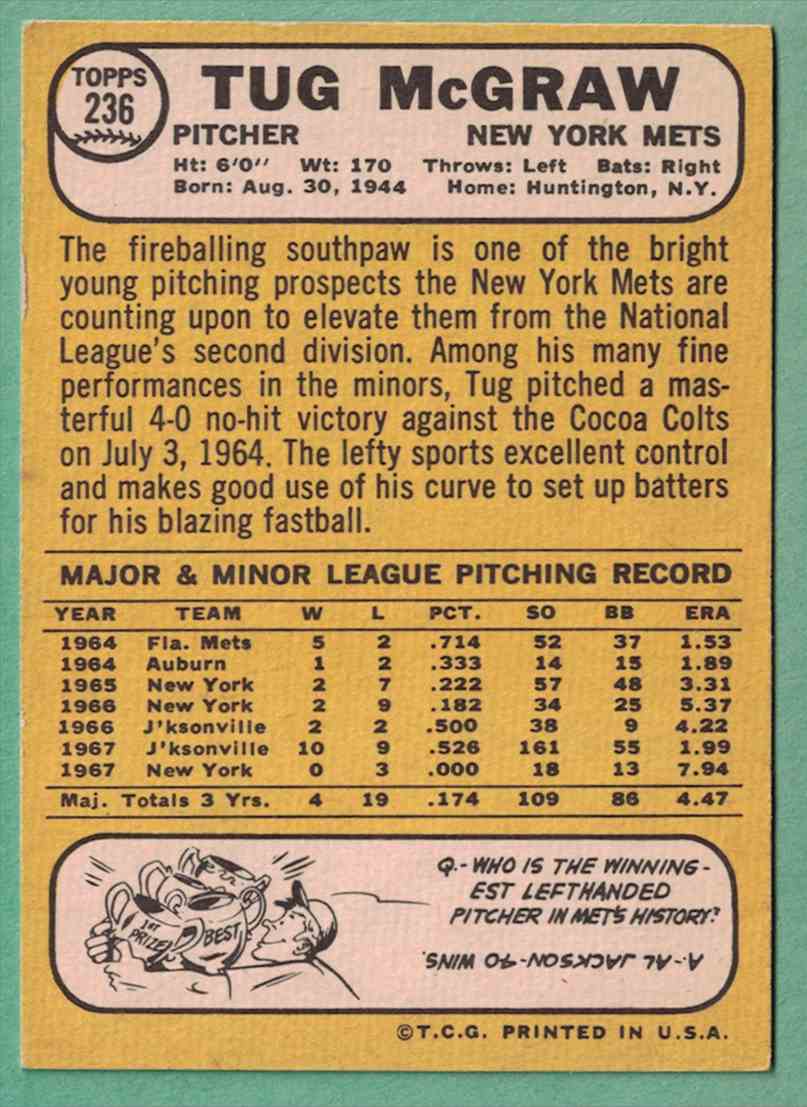 TOPPS
236
TUG McGRAW
PITCHER NEW YORK METS
Ht: 6'0" Wt: 170 Throws: Left Bats: Right
Born: Aug. 30, 1944 Home: Huntington, N.Y.
The fireballing southpaw is one of the bright
young pitching prospects the New York Mets are
counting upon to elevate them from the National
League's second division. Among his many fine
performances in the minors, Tug pitched a mas-
terful 4-0 no-hit victory against the Cocoa Colts
on July 3, 1964. The lefty sports excellent control
and makes good use of his curve to set up batters
for his blazing fastball.
MAJOR & MINOR LEAGUE PITCHING RECORD
YEAR TEAM W L PCT. SO BB ERA
1964 Fla. Mets 5 2 .714 52 37 1.53
1964 Auburn 1 2 .333 14 15 1.89
1965 New York 2 7 .222 57 48 3.31
1966 New York 2 9 .182 34 25 5.37
1966 J'ksonville 2 2 .500 38 9 4.22
1967 J'ksonville 10 9 .526 161 55 1.99
1967 New York 0 3 .000 18 13 7.94
Maj. Totals 3 Yrs. 4 19 .174 109 86 4.47
1ST PRIZE
BEST
Q.- WHO IS THE WINNING-
EST LEFTHANDED
PITCHER IN MET'S HISTORY?
A-AL JACKSON-40 WINS.
©T.C.G. PRINTED IN U.S.A.